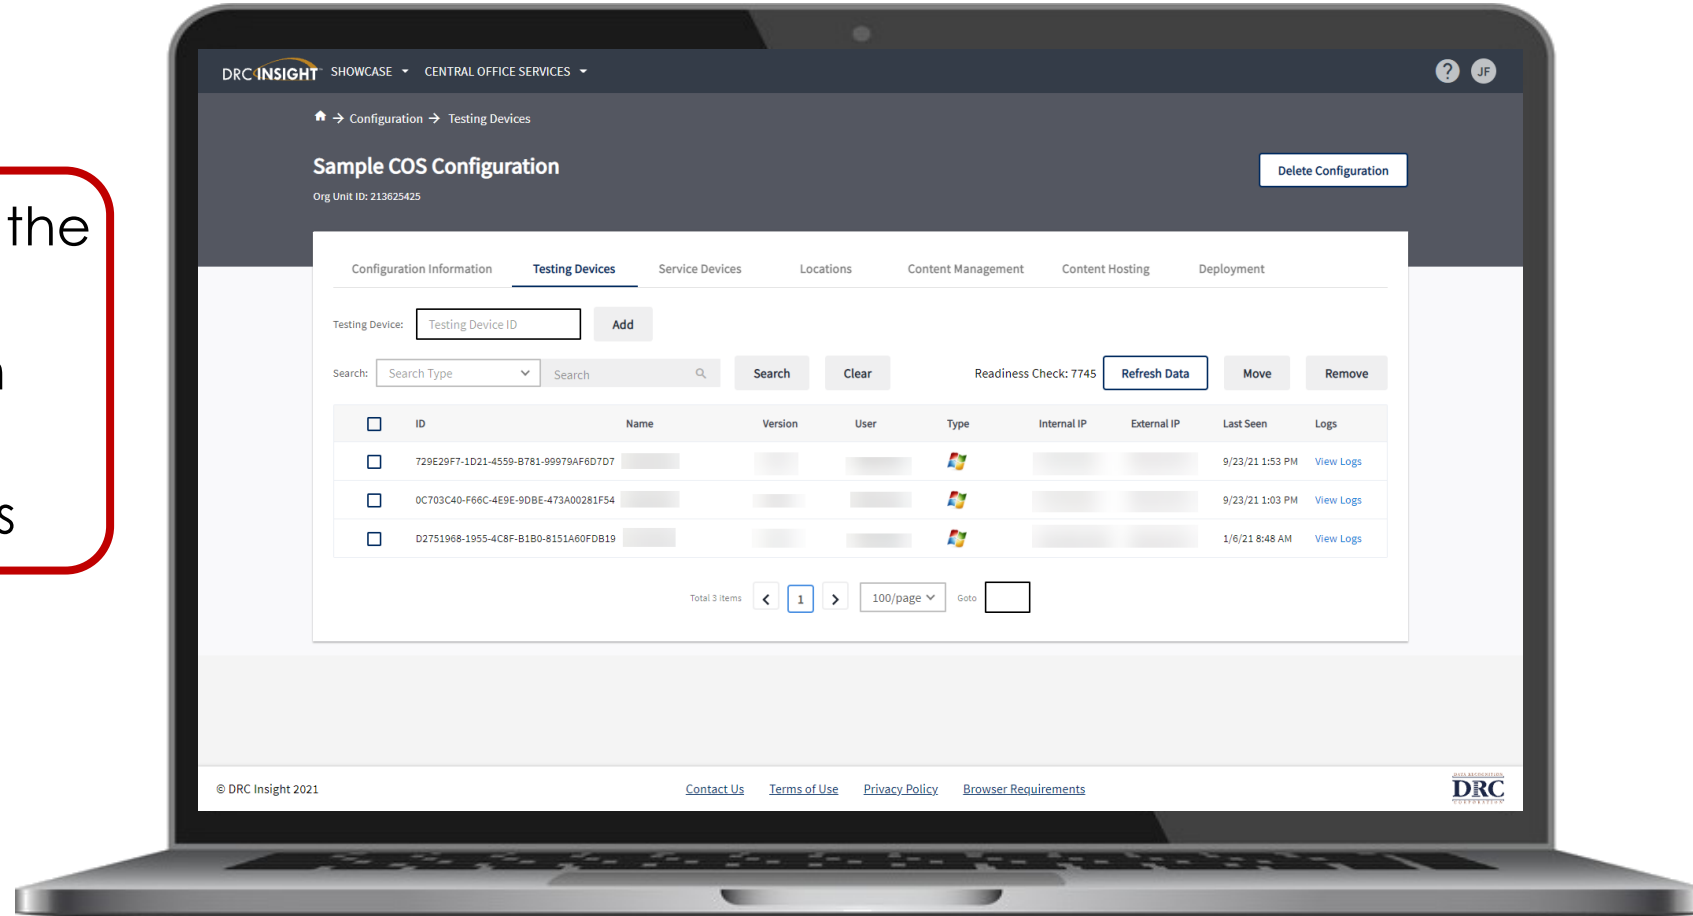 the
n
s
DRC INSIGHT SHOWCASE CENTRAL OFFICE SERVICES ? JF
→ Configuration → Testing Devices
Sample COS Configuration
Delete Configuration
Org Unit ID: 213625425
Configuration Information Testing Devices Service Devices Locations Content Management Content Hosting Deployment
Testing Device: Testing Device ID Add
Search: Search Type Search Search Clear Readiness Check: 7745 Refresh Data Move Remove
ID Name Version User Type Internal IP External IP Last Seen Logs
729E29F7-1D21-4559-B781-99979AF6D7D7 9/23/21 1:53 PM View Logs
0C703C40-F66C-4E9E-9DBE-473A00281F54 9/23/21 1:03 PM View Logs
D2751968-1955-4C8F-B1B0-8151A60FDB19 1/6/21 8:48 AM View Logs
Total 3 items 1 100/page Goto
© DRC Insight 2021 Contact Us Terms of Use Privacy Policy Browser Requirements
DATA RECOGNITION
DRC
CORPORATION